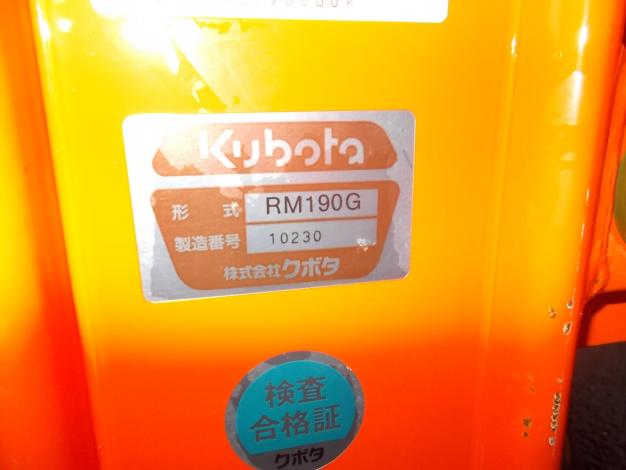 Kubota
形 式 RM190G
製造番号 10230
株式会社クボタ
検査
合格証
クボタ